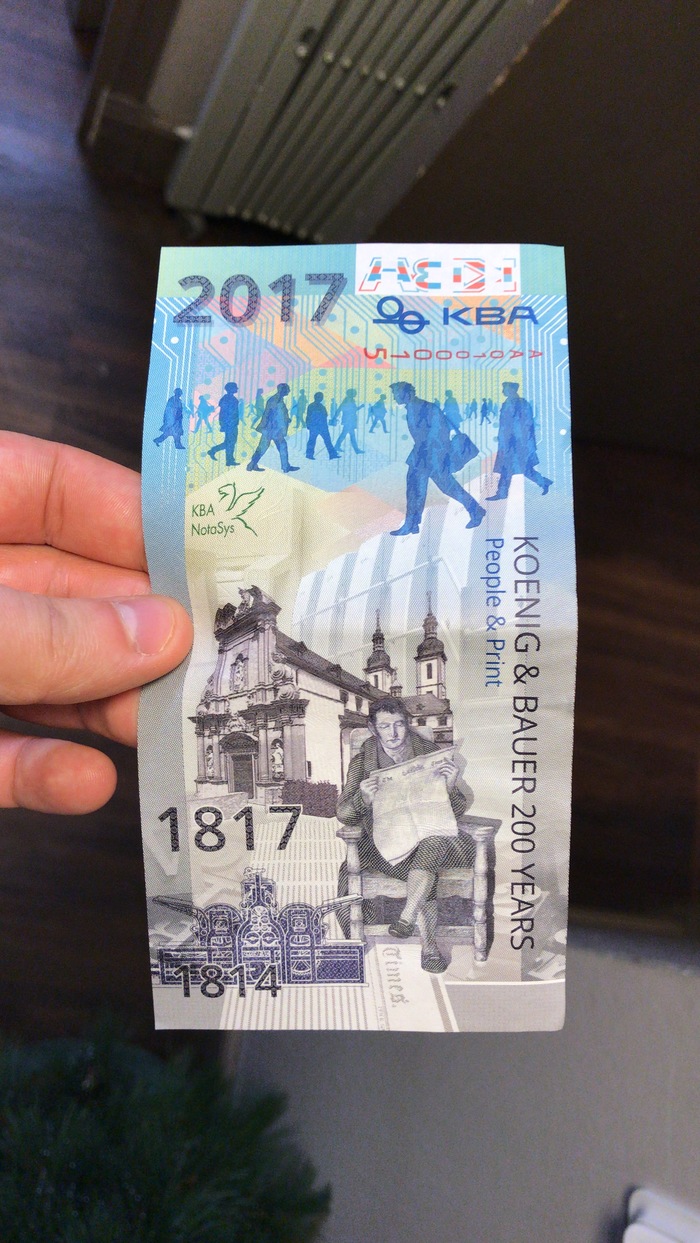 2017
KBA
KBA
NotaSys
KOENIG & BAUER 200 YEARS
People & Print
1817
1814
Times.